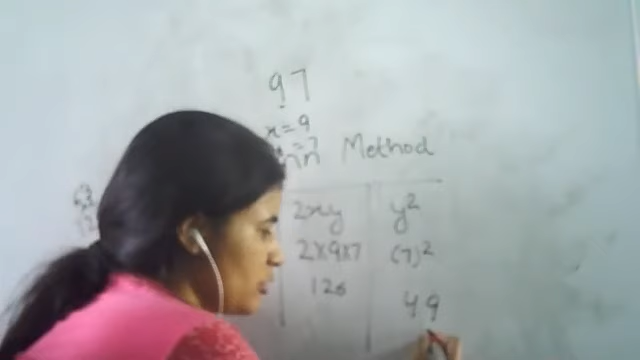 97
x = 9
= 7
Method
2xy y²
2×9×7 (7)²
126
49